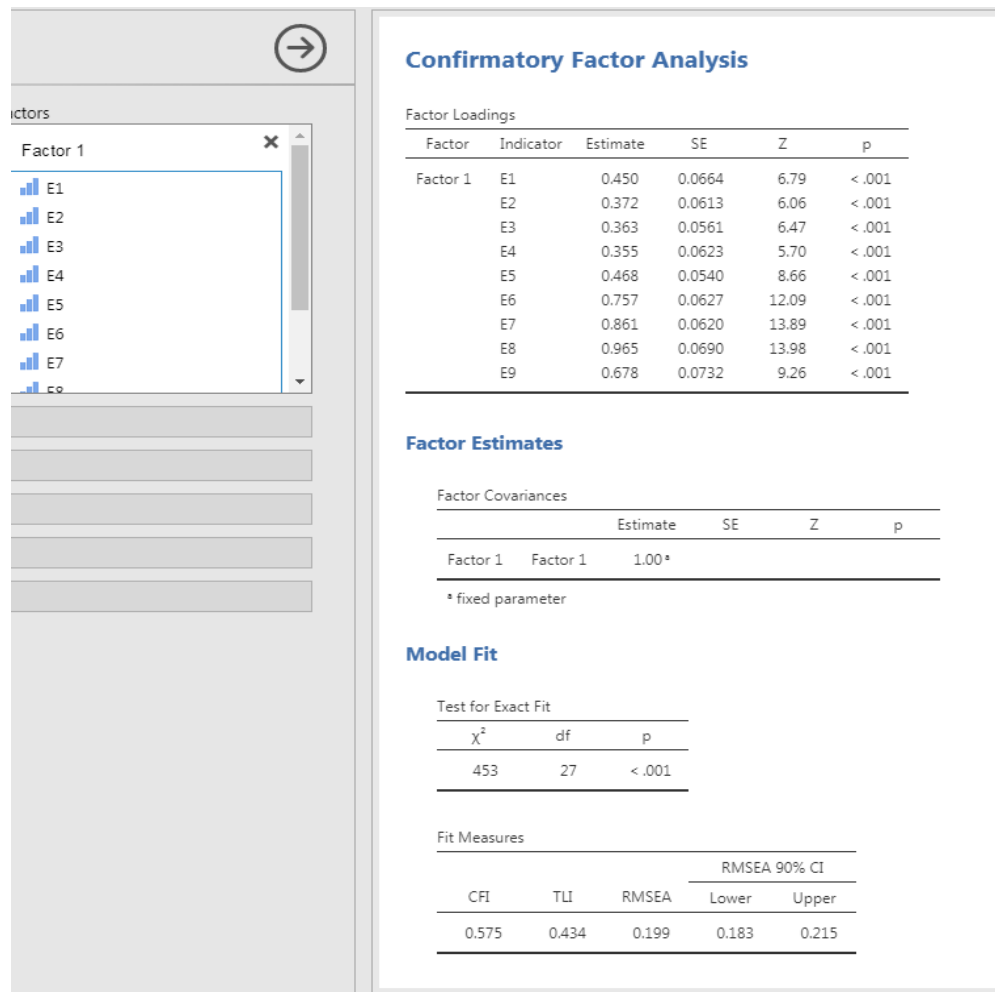 actors
Factor 1
E1
E2
E3
E4
E5
E6
E7
E8
Confirmatory Factor Analysis
Factor Loadings
Factor Indicator Estimate SE Z p
Factor 1 E1 0.450 0.0664 6.79 < .001
E2 0.372 0.0613 6.06 < .001
E3 0.363 0.0561 6.47 < .001
E4 0.355 0.0623 5.70 < .001
E5 0.468 0.0540 8.66 < .001
E6 0.757 0.0627 12.09 < .001
E7 0.861 0.0620 13.89 < .001
E8 0.965 0.0690 13.98 < .001
E9 0.678 0.0732 9.26 < .001
Factor Estimates
Factor Covariances
Estimate SE Z p
Factor 1 Factor 1 1.00 ᵃ
ᵃ fixed parameter
Model Fit
Test for Exact Fit
χ² df p
453 27 < .001
Fit Measures
RMSEA 90% CI
CFI TLI RMSEA Lower Upper
0.575 0.434 0.199 0.183 0.215